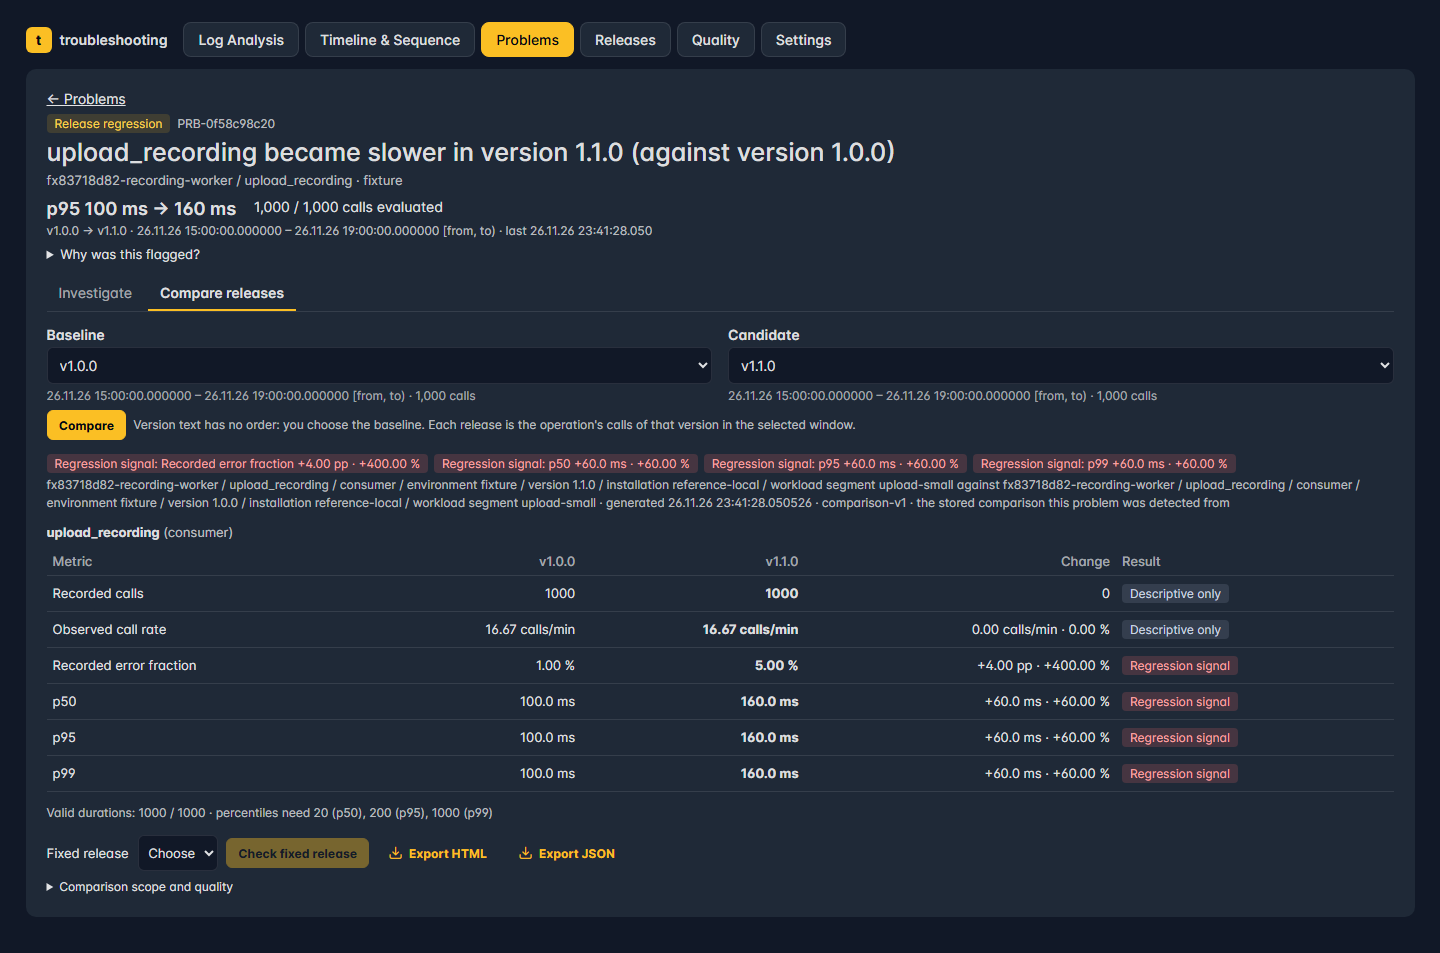 t troubleshooting Log Analysis Timeline & Sequence Problems Releases Quality Settings
← Problems
Release regression PRB-0f58c98c20
upload_recording became slower in version 1.1.0 (against version 1.0.0)
fx83718d82-recording-worker / upload_recording · fixture
p95 100 ms → 160 ms 1,000 / 1,000 calls evaluated
v1.0.0 → v1.1.0 · 26.11.26 15:00:00.000000 – 26.11.26 19:00:00.000000 [from, to) · last 26.11.26 23:41:28.050
▶ Why was this flagged?
Investigate Compare releases
Baseline Candidate
v1.0.0 v1.1.0
26.11.26 15:00:00.000000 – 26.11.26 19:00:00.000000 [from, to) · 1,000 calls 26.11.26 15:00:00.000000 – 26.11.26 19:00:00.000000 [from, to) · 1,000 calls
Compare Version text has no order: you choose the baseline. Each release is the operation's calls of that version in the selected window.
Regression signal: Recorded error fraction +4.00 pp · +400.00 % Regression signal: p50 +60.0 ms · +60.00 % Regression signal: p95 +60.0 ms · +60.00 % Regression signal: p99 +60.0 ms · +60.00 %
fx83718d82-recording-worker / upload_recording / consumer / environment fixture / version 1.1.0 / installation reference-local / workload segment upload-small against fx83718d82-recording-worker / upload_recording / consumer /
environment fixture / version 1.0.0 / installation reference-local / workload segment upload-small · generated 26.11.26 23:41:28.050526 · comparison-v1 · the stored comparison this problem was detected from
upload_recording (consumer)
Metric v1.0.0 v1.1.0 Change Result
Recorded calls 1000 1000 0 Descriptive only
Observed call rate 16.67 calls/min 16.67 calls/min 0.00 calls/min · 0.00 % Descriptive only
Recorded error fraction 1.00 % 5.00 % +4.00 pp · +400.00 % Regression signal
p50 100.0 ms 160.0 ms +60.0 ms · +60.00 % Regression signal
p95 100.0 ms 160.0 ms +60.0 ms · +60.00 % Regression signal
p99 100.0 ms 160.0 ms +60.0 ms · +60.00 % Regression signal
Valid durations: 1000 / 1000 · percentiles need 20 (p50), 200 (p95), 1000 (p99)
Fixed release Choose Check fixed release Export HTML Export JSON
▶ Comparison scope and quality